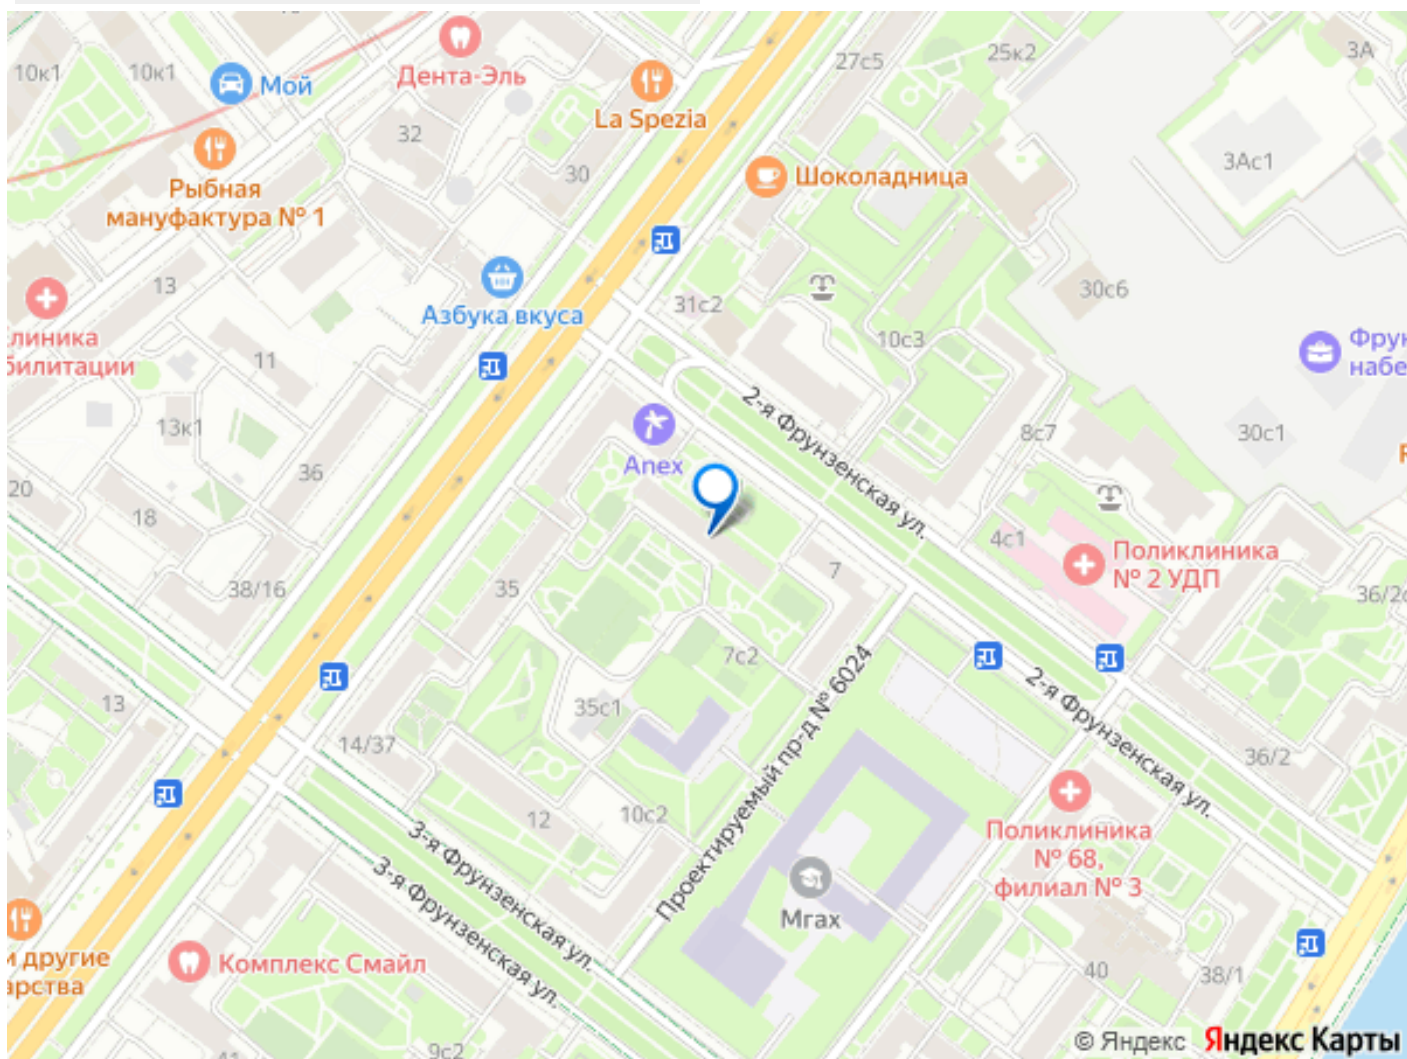 10к1
10к1
Мой
Дента-Эль
La Spezia
27с5
25к2
3А
32
30
3Ас1
Рыбная
мануфактура № 1
Шоколадница
13
Азбука вкуса
31с2
30с6
10с3
линика
билитации
11
Фрун
набе
13к1
36
Anex
2-я Фрунзенская ул.
8с7
30с1
20
18
4с1
Поликлиника
№ 2 УДП
7
38/16
35
36/2с
7с2
13
35с1
14/37
Проектируемый пр-д № 6024
2-я Фрунзенская ул.
36/2
12
10с2
3-я Фрунзенская ул.
3-я Фрунзенская ул.
Поликлиника
№ 68,
филиал № 3
Мгах
и другие
арства
Комплекс Смайл
40
38/1
9с2
© Яндекс
Яндекс Карты